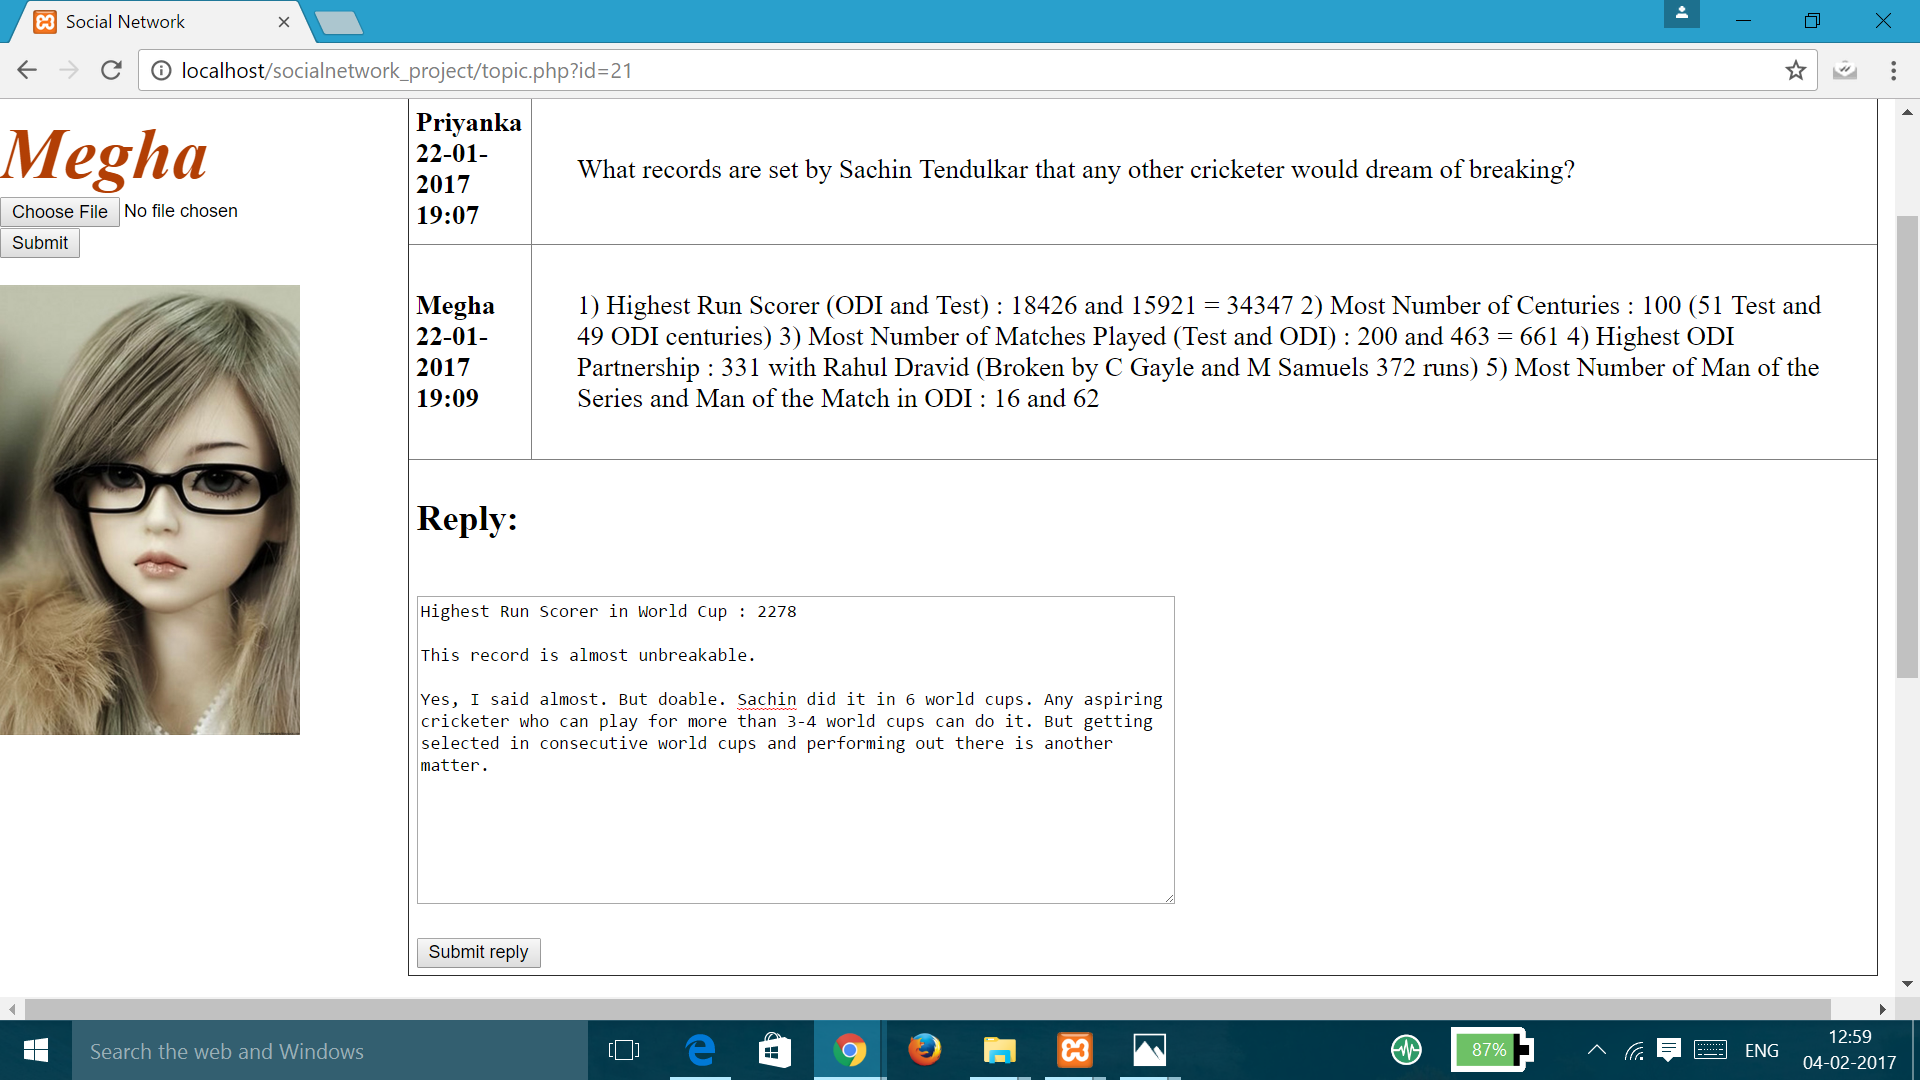 Social Network
localhost/socialnetwork_project/topic.php?id=21
Megha
Choose File No file chosen
Submit
Priyanka
22-01-
2017
19:07
What records are set by Sachin Tendulkar that any other cricketer would dream of breaking?
Megha
22-01-
2017
19:09
1) Highest Run Scorer (ODI and Test) : 18426 and 15921 = 34347 2) Most Number of Centuries : 100 (51 Test and
49 ODI centuries) 3) Most Number of Matches Played (Test and ODI) : 200 and 463 = 661 4) Highest ODI
Partnership : 331 with Rahul Dravid (Broken by C Gayle and M Samuels 372 runs) 5) Most Number of Man of the
Series and Man of the Match in ODI : 16 and 62
Reply:
Highest Run Scorer in World Cup : 2278
This record is almost unbreakable.
Yes, I said almost. But doable. Sachin did it in 6 world cups. Any aspiring
cricketer who can play for more than 3-4 world cups can do it. But getting
selected in consecutive world cups and performing out there is another
matter.
Submit reply
Search the web and Windows
87%
ENG
12:59
04-02-2017